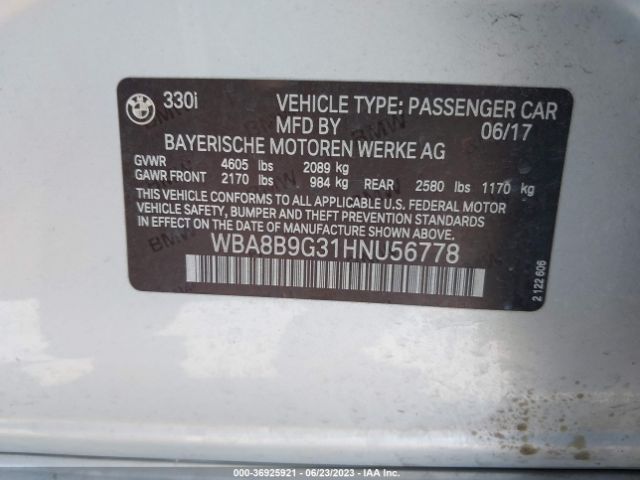 BMW 330i VEHICLE TYPE: PASSENGER CAR
MFD BY 06/17
BAYERISCHE MOTOREN WERKE AG
GVWR 4605 lbs 2089 kg
GAWR FRONT 2170 lbs 984 kg REAR 2580 lbs 1170 kg
THIS VEHICLE CONFORMS TO ALL APPLICABLE U.S. FEDERAL MOTOR
VEHICLE SAFETY, BUMPER AND THEFT PREVENTION STANDARDS
IN EFFECT ON THE DATE OF MANUFACTURE SHOWN ABOVE.
WBA8B9G31HNU56778
2 122 606
000-36925921 - 06/23/2023 - IAA Inc.